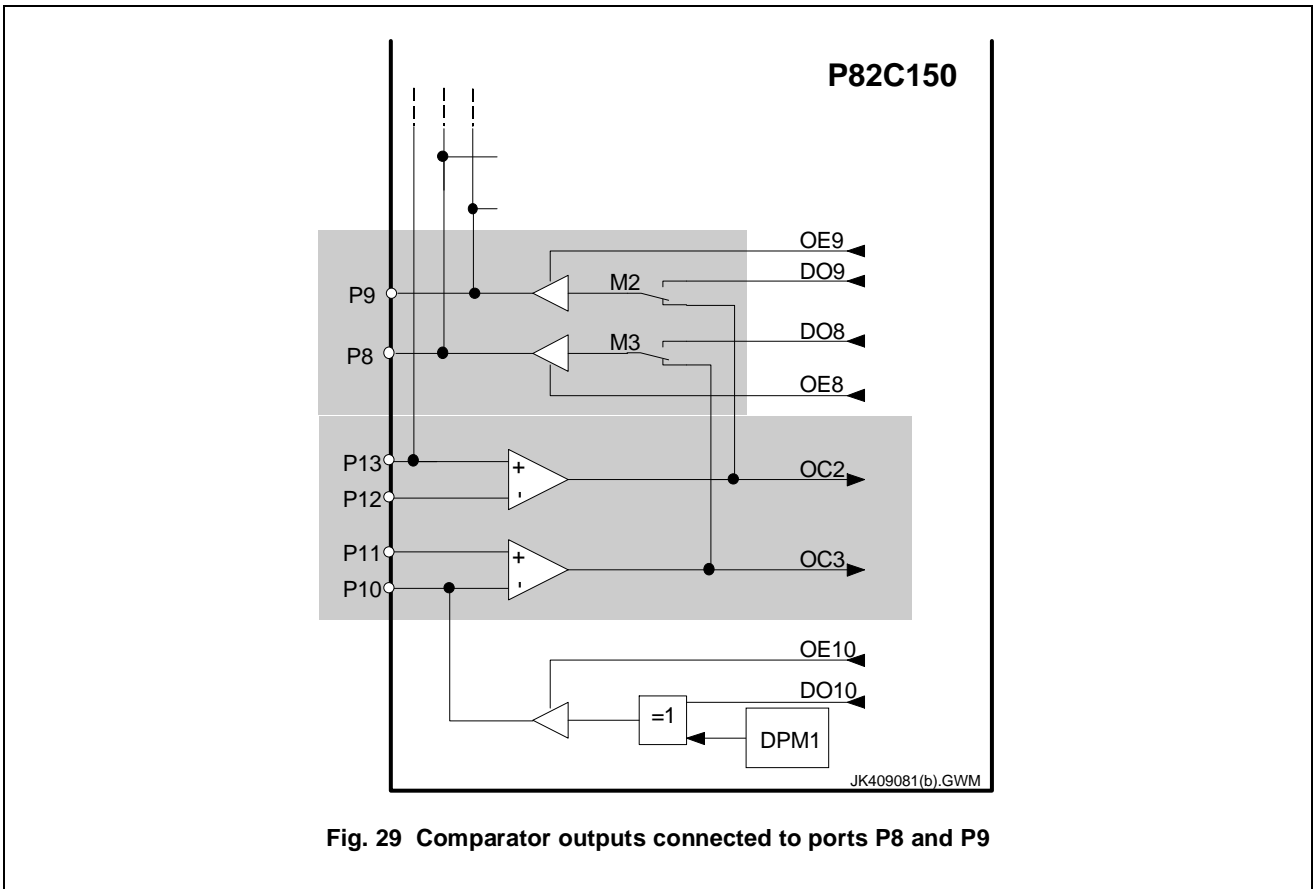 P82C150
OE9
DO9
M2
P9
DO8
M3
P8
OE8
P13
+
OC2
P12
-
P11
+
OC3
P10
-
OE10
DO10
=1
DPM1
JK409081(b).GWM
Fig. 29 Comparator outputs connected to ports P8 and P9